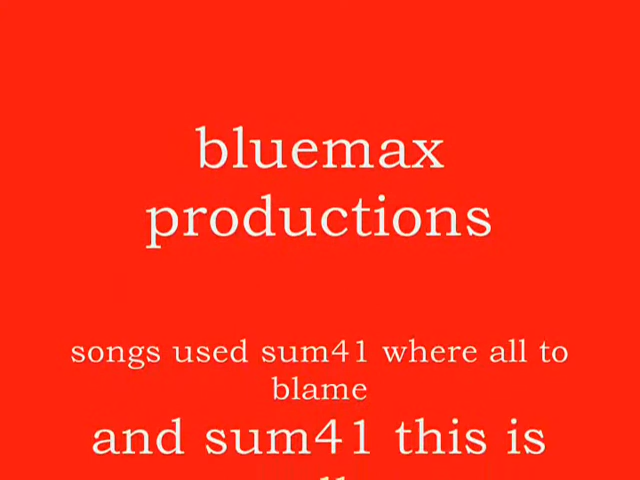 bluemax
productions
songs used sum41 where all to
blame
and sum41 this is